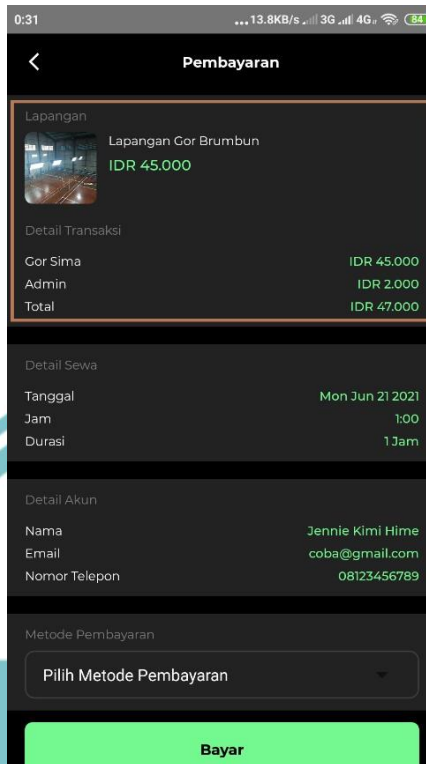 0:31 ...13.8KB/s 3G 4G 84
Pembayaran
Lapangan
Lapangan Gor Brumbun
IDR 45.000
Detail Transaksi
Gor Sima IDR 45.000
Admin IDR 2.000
Total IDR 47.000
Detail Sewa
Tanggal Mon Jun 21 2021
Jam 1:00
Durasi 1 Jam
Detail Akun
Nama Jennie Kimi Hime
Email coba@gmail.com
Nomor Telepon 08123456789
Metode Pembayaran
Pilih Metode Pembayaran
Bayar